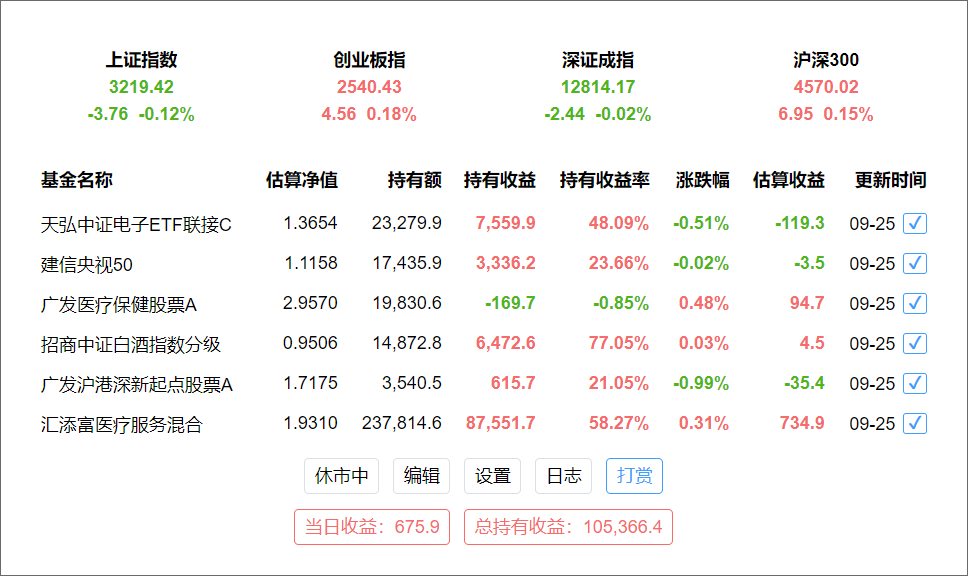 上证指数 创业板指 深证成指 沪深300
3219.42 2540.43 12814.17 4570.02
-3.76 -0.12% 4.56 0.18% -2.44 -0.02% 6.95 0.15%
基金名称 估算净值 持有额 持有收益 持有收益率 涨跌幅 估算收益 更新时间
天弘中证电子ETF联接C 1.3654 23,279.9 7,559.9 48.09% -0.51% -119.3 09-25 ✓
建信央视50 1.1158 17,435.9 3,336.2 23.66% -0.02% -3.5 09-25 ✓
广发医疗保健股票A 2.9570 19,830.6 -169.7 -0.85% 0.48% 94.7 09-25 ✓
招商中证白酒指数分级 0.9506 14,872.8 6,472.6 77.05% 0.03% 4.5 09-25 ✓
广发沪港深新起点股票A 1.7175 3,540.5 615.7 21.05% -0.99% -35.4 09-25 ✓
汇添富医疗服务混合 1.9310 237,814.6 87,551.7 58.27% 0.31% 734.9 09-25 ✓
休市中 编辑 设置 日志 打赏
当日收益：675.9 总持有收益：105,366.4